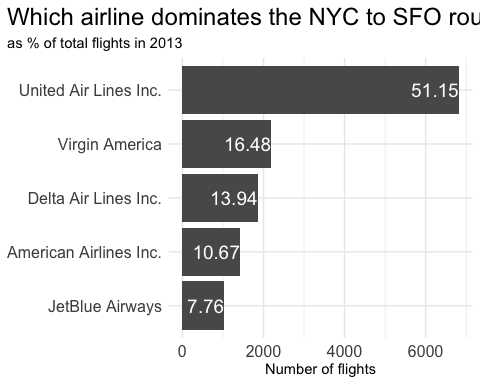 Which airline dominates the NYC to SFO rou
as % of total flights in 2013
United Air Lines Inc. 51.15
Virgin America 16.48
Delta Air Lines Inc. 13.94
American Airlines Inc. 10.67
JetBlue Airways 7.76
0 2000 4000 6000
Number of flights